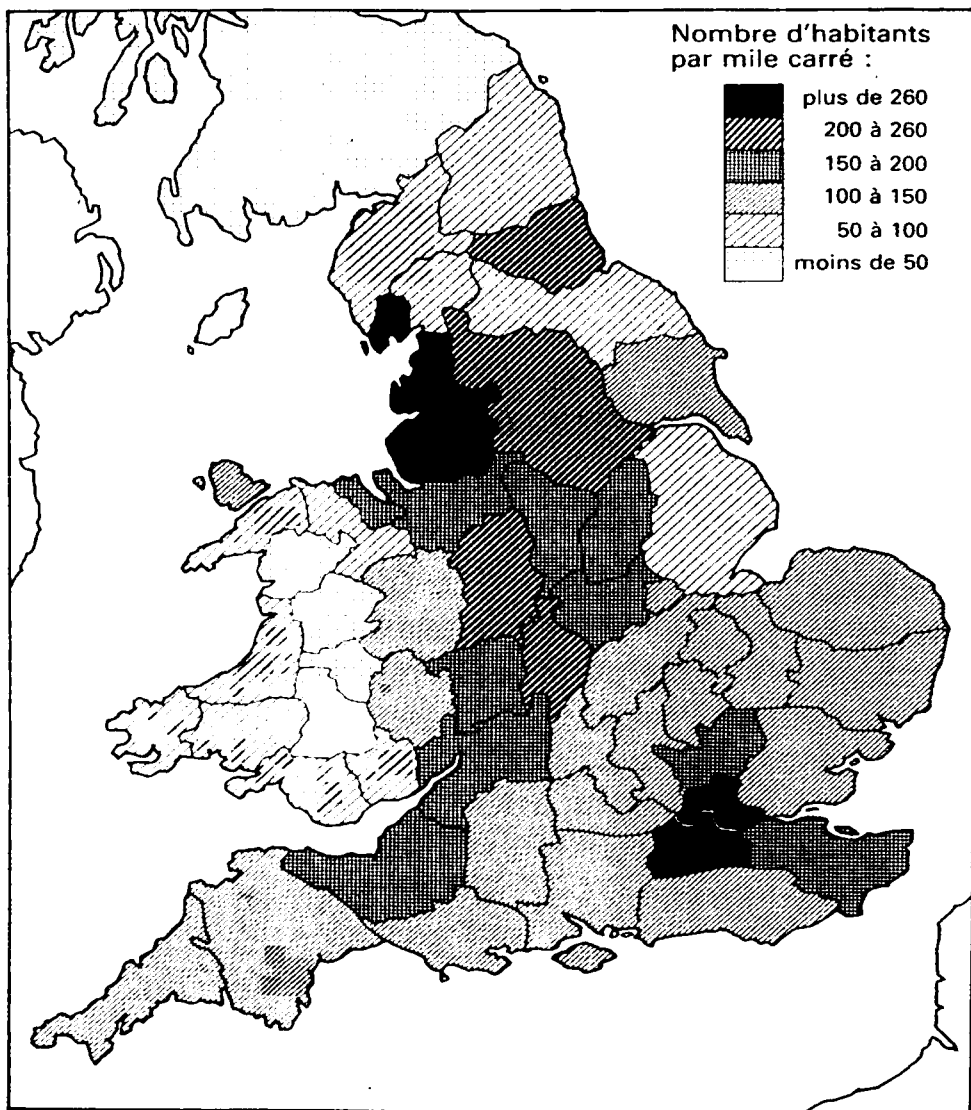 Nombre d'habitants
par mile carré :
plus de 260
200 à 260
150 à 200
100 à 150
50 à 100
moins de 50